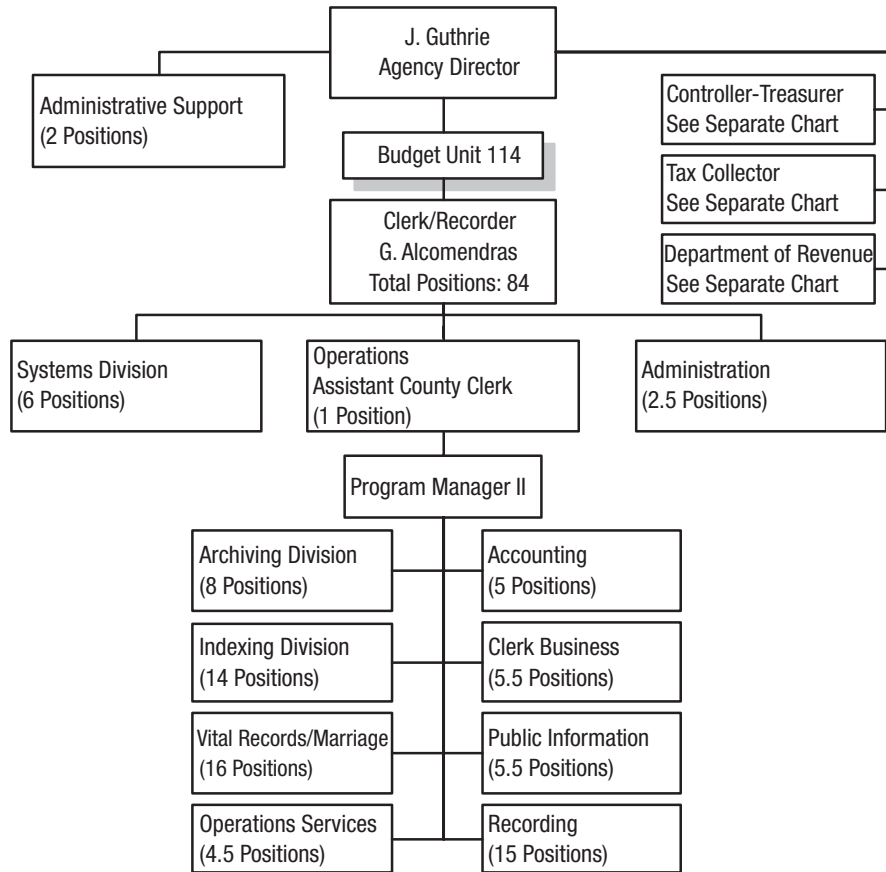 J. Guthrie
Agency Director
Administrative Support
(2 Positions)
Controller-Treasurer
See Separate Chart
Budget Unit 114
Tax Collector
See Separate Chart
Clerk/Recorder
G. Alcomendras
Total Positions: 84
Department of Revenue
See Separate Chart
Systems Division
(6 Positions)
Operations
Assistant County Clerk
(1 Position)
Administration
(2.5 Positions)
Program Manager II
Archiving Division
(8 Positions)
Accounting
(5 Positions)
Indexing Division
(14 Positions)
Clerk Business
(5.5 Positions)
Vital Records/Marriage
(16 Positions)
Public Information
(5.5 Positions)
Operations Services
(4.5 Positions)
Recording
(15 Positions)